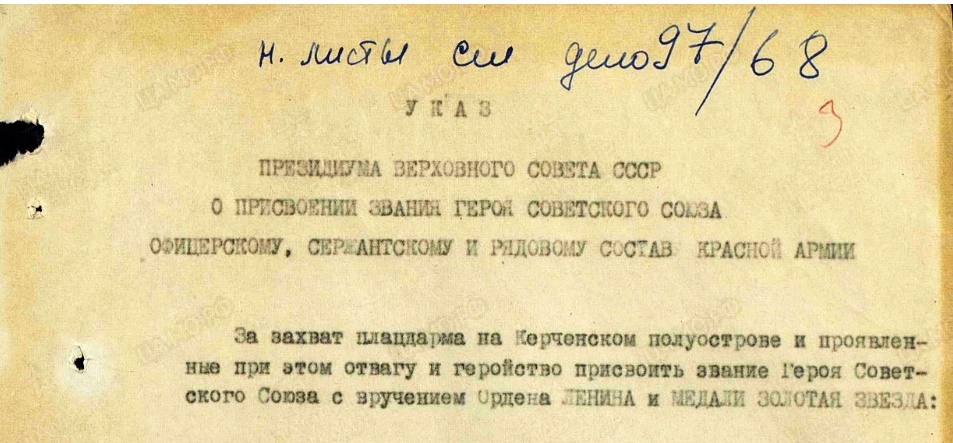 н. листы см дело 97/68
3
УКАЗ
ПРЕЗИДИУМА ВЕРХОВНОГО СОВЕТА СССР
О ПРИСВОЕНИИ ЗВАНИЯ ГЕРОЯ СОВЕТСКОГО СОЮЗА
ОФИЦЕРСКОМУ, СЕРЖАНТСКОМУ И РЯДОВОМУ СОСТАВ КРАСНОЙ АРМИИ
За захват плацдарма на Керченском полуострове и проявлен-
ные при этом отвагу и геройство присвоить звание Героя Совет-
ского Союза с вручением Ордена ЛЕНИНА и МЕДАЛИ ЗОЛОТАЯ ЗВЕЗДА: